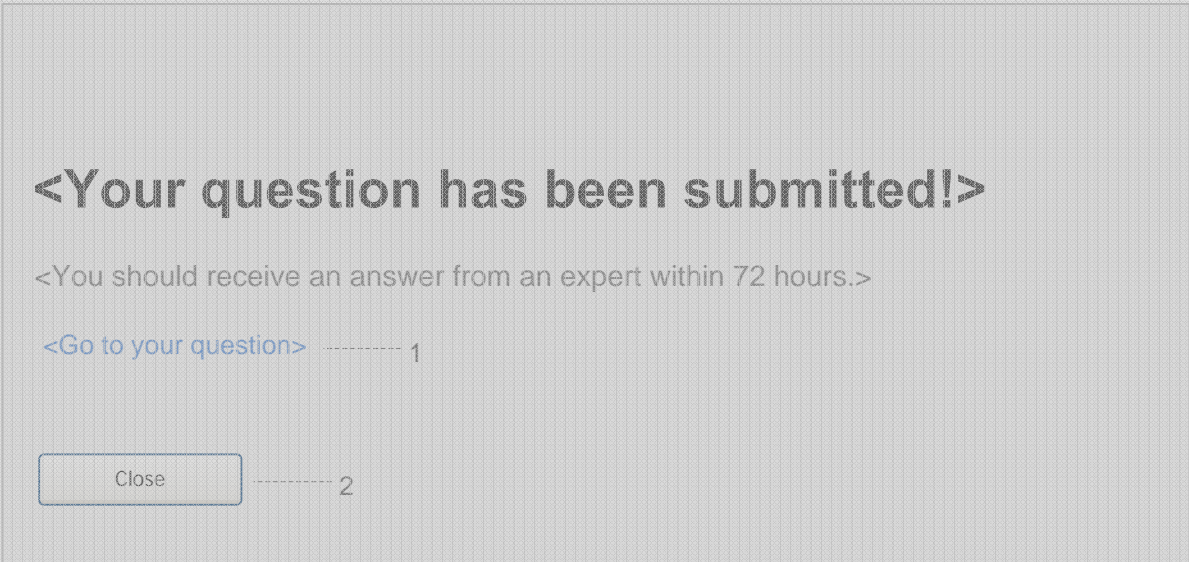 <Your question has been submitted!>
<You should receive an answer from an expert within 72 hours.>
<Go to your question> 1
Close 2